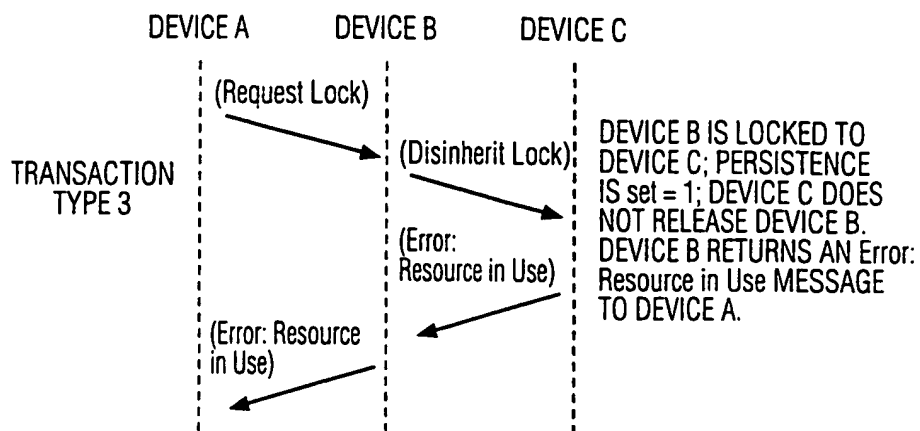 DEVICE A DEVICE B DEVICE C
(Request Lock)
(Disinherit Lock)
TRANSACTION
TYPE 3
DEVICE B IS LOCKED TO
DEVICE C; PERSISTENCE
IS set = 1; DEVICE C DOES
NOT RELEASE DEVICE B.
DEVICE B RETURNS AN Error:
Resource in Use MESSAGE
TO DEVICE A.
(Error:
Resource in Use)
(Error: Resource
in Use)